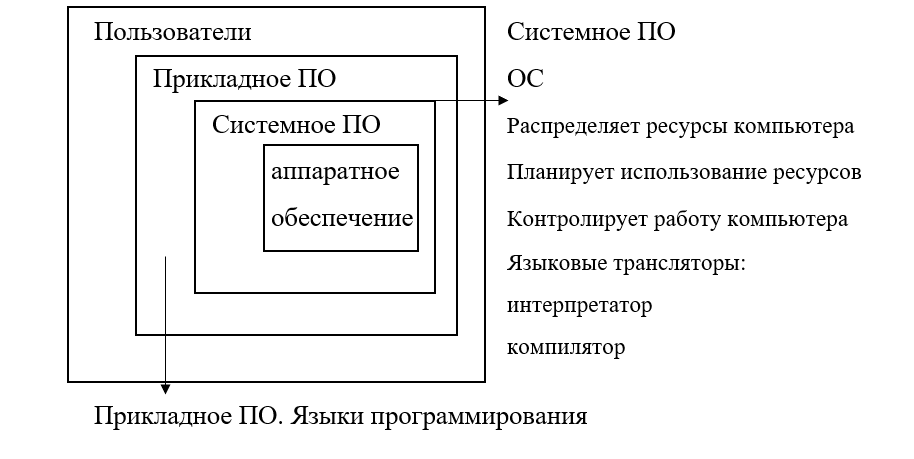 Пользователи
Прикладное ПО
Системное ПО
аппаратное
обеспечение
Системное ПО
ОС
Распределяет ресурсы компьютера
Планирует использование ресурсов
Контролирует работу компьютера
Языковые трансляторы:
интерпретатор
компилятор
Прикладное ПО. Языки программирования